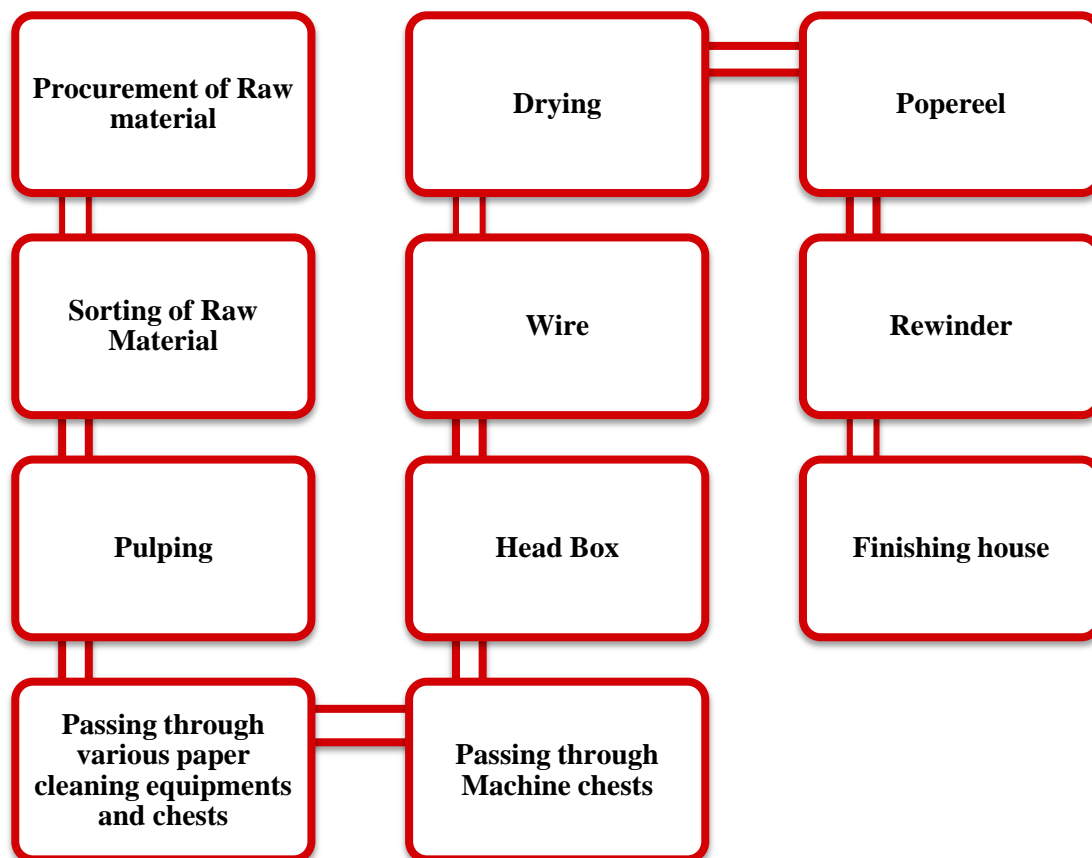 Procurement of Raw
material
Sorting of Raw
Material
Pulping
Passing through
various paper
cleaning equipments
and chests
Passing through
Machine chests
Head Box
Wire
Drying
Popereel
Rewinder
Finishing house